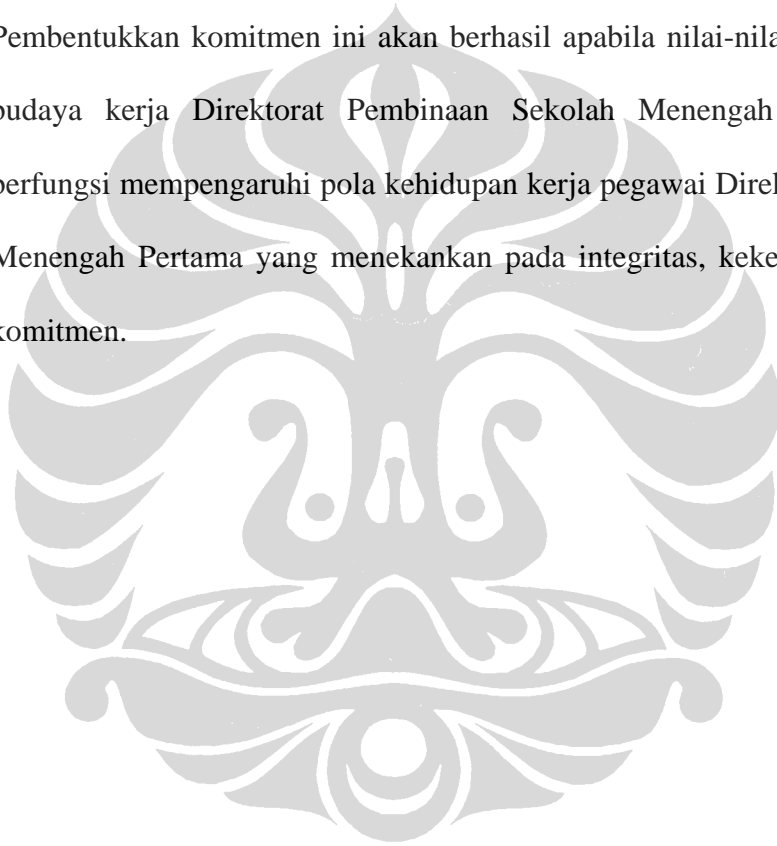 Pembentukkan komitmen ini akan berhasil apabila nilai-nila
budaya kerja Direktorat Pembinaan Sekolah Menengah
berfungsi mempengaruhi pola kehidupan kerja pegawai Direk
Menengah Pertama yang menekankan pada integritas, keke
komitmen.